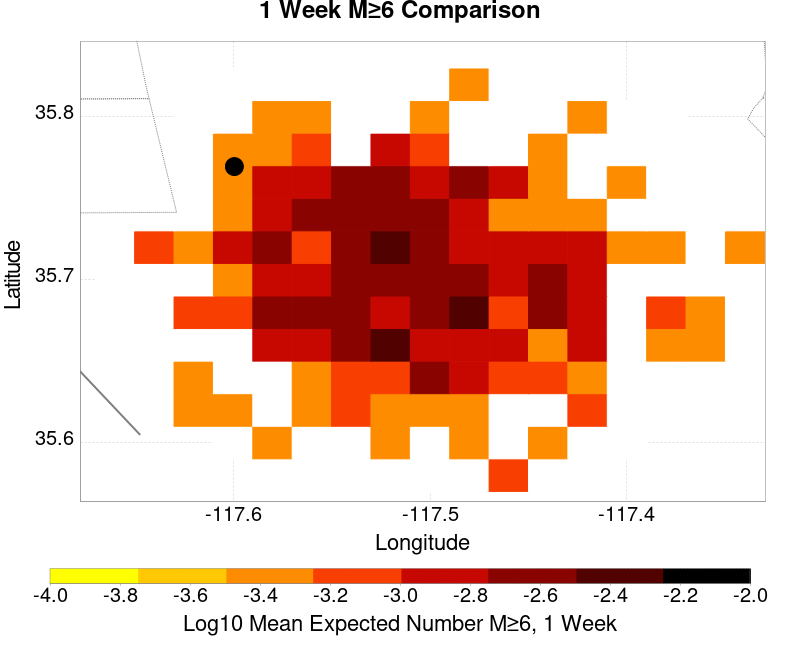 1 Week M≥6 Comparison
35.8
35.7
35.6
Latitude
-117.6 -117.5 -117.4
Longitude
-4.0 -3.8 -3.6 -3.4 -3.2 -3.0 -2.8 -2.6 -2.4 -2.2 -2.0
Log10 Mean Expected Number M≥6, 1 Week